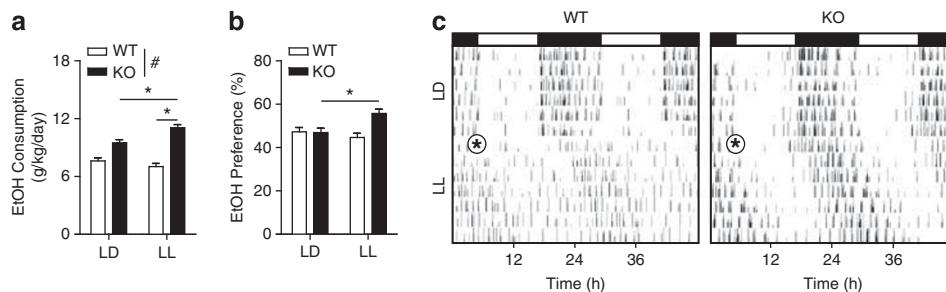 a
WT
KO
#
EtOH Consumption
(g/kg/day)
18
12
6
0
*
*
LD
LL
b
WT
KO
EtOH Preference (%)
80
60
40
20
0
*
LD
LL
c
WT
KO
LD
LL
*
*
12
24
36
12
24
36
Time (h)
Time (h)